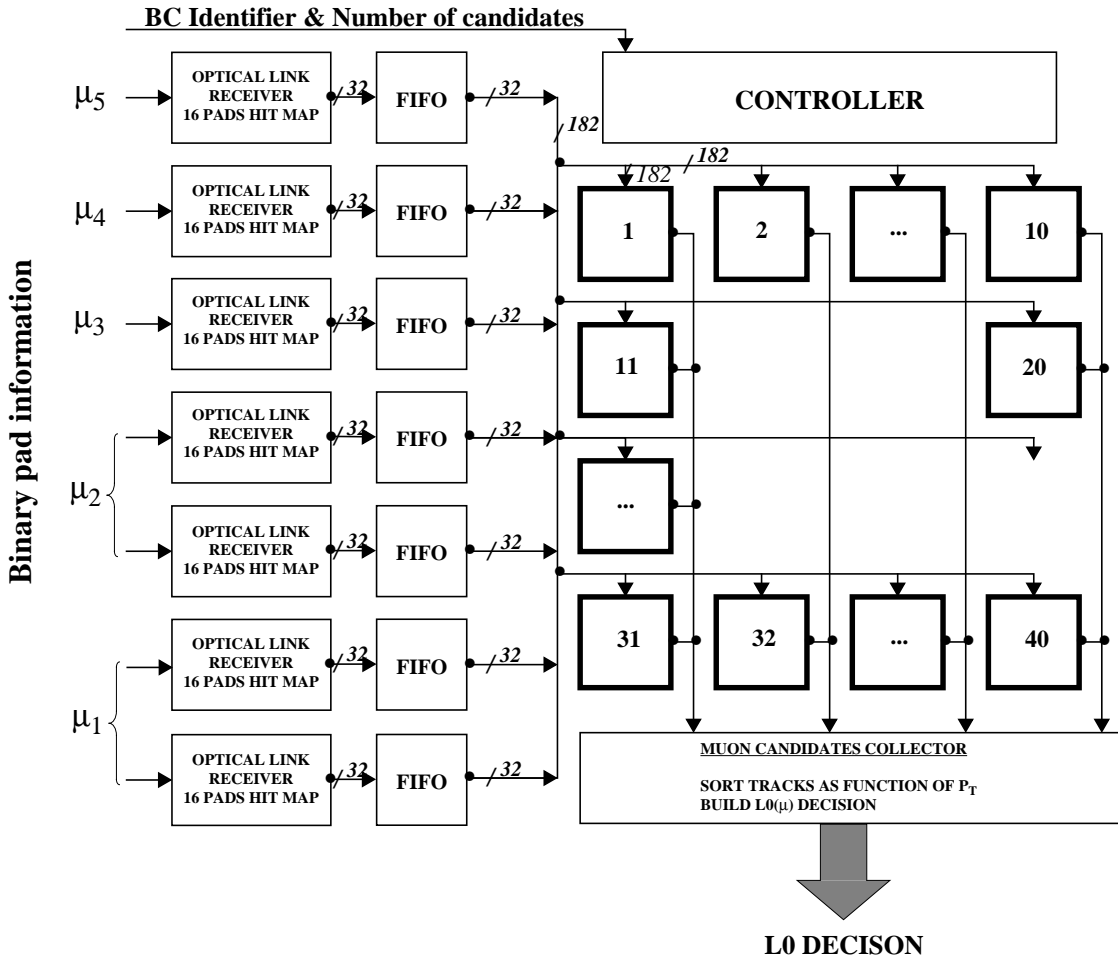 BC Identifier & Number of candidates
Binary pad information
μ5
OPTICAL LINK
RECEIVER
16 PADS HIT MAP
32
FIFO
32
182
CONTROLLER
182
182
μ4
OPTICAL LINK
RECEIVER
16 PADS HIT MAP
32
FIFO
32
1
2
...
10
μ3
OPTICAL LINK
RECEIVER
16 PADS HIT MAP
32
FIFO
32
11
20
μ2
OPTICAL LINK
RECEIVER
16 PADS HIT MAP
32
FIFO
32
OPTICAL LINK
RECEIVER
16 PADS HIT MAP
32
FIFO
32
...
μ1
OPTICAL LINK
RECEIVER
16 PADS HIT MAP
32
FIFO
32
31
32
...
40
OPTICAL LINK
RECEIVER
16 PADS HIT MAP
32
FIFO
32
MUON CANDIDATES COLLECTOR
SORT TRACKS AS FUNCTION OF PT
BUILD L0(μ) DECISION
L0 DECISON